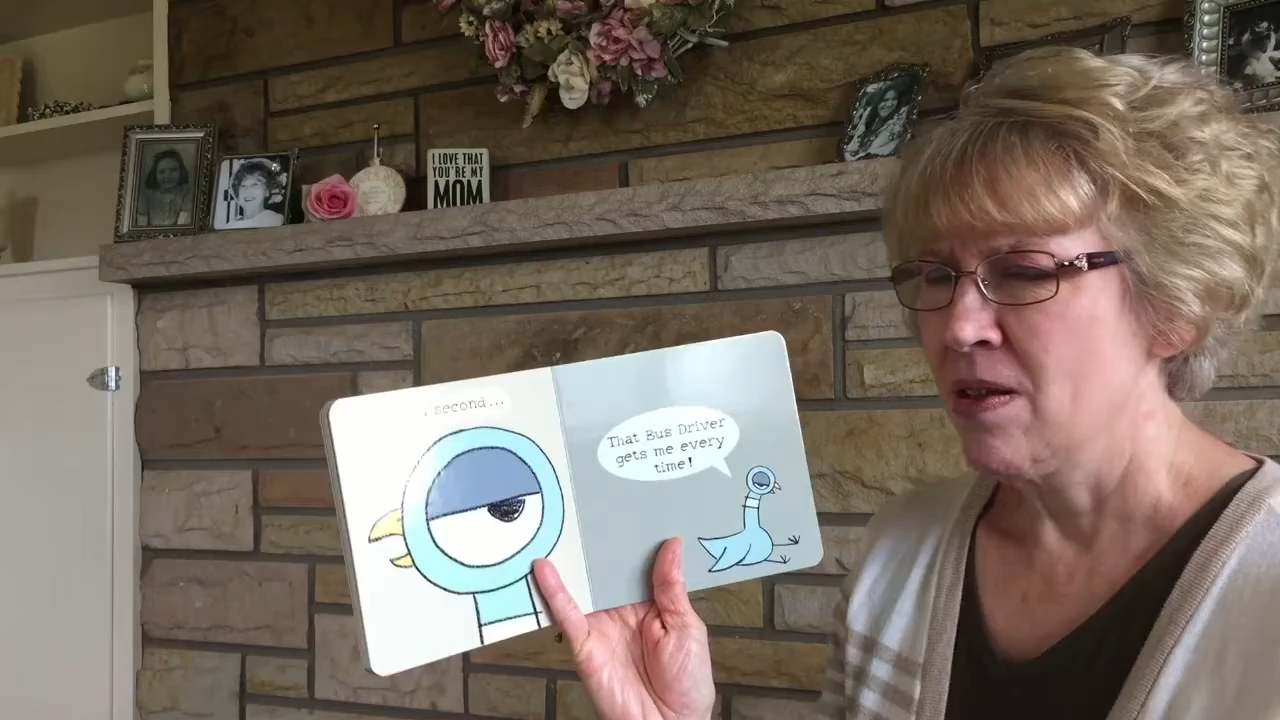 I LOVE THAT
YOU'RE MY
MOM
second...
That Bus Driver
gets me every
time!